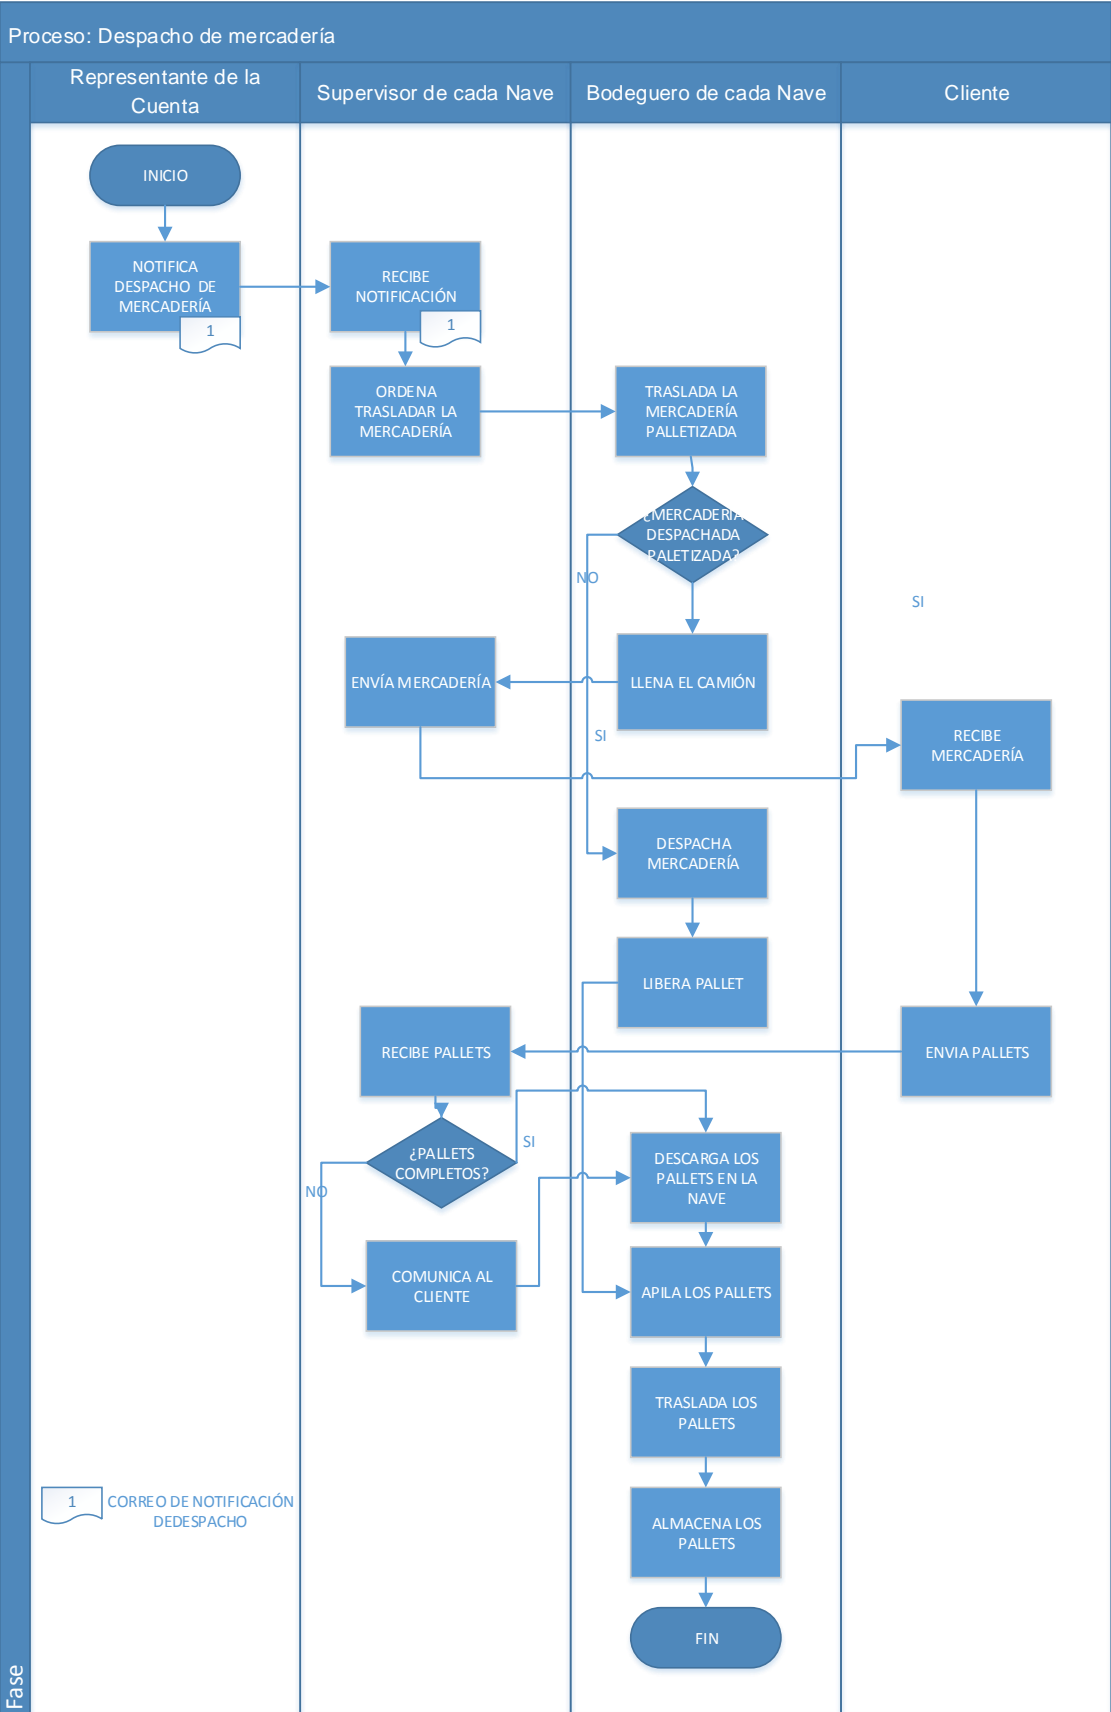 Proceso: Despacho de mercadería
Representante de la
Cuenta
Supervisor de cada Nave
Bodeguero de cada Nave
Cliente
INICIO
NOTIFICA
DESPACHO DE
MERCADERÍA
1
RECIBE
NOTIFICACIÓN
1
ORDENA
TRASLADAR LA
MERCADERÍA
TRASLADA LA
MERCADERÍA
PALLETIZADA
¿MERCADERIA
DESPACHADA
PALETIZADA?
NO
SI
ENVÍA MERCADERÍA
LLENA EL CAMIÓN
SI
RECIBE
MERCADERÍA
DESPACHA
MERCADERÍA
LIBERA PALLET
RECIBE PALLETS
ENVIA PALLETS
¿PALLETS
COMPLETOS?
SI
NO
DESCARGA LOS
PALLETS EN LA
NAVE
COMUNICA AL
CLIENTE
APILA LOS PALLETS
TRASLADA LOS
PALLETS
1
CORREO DE NOTIFICACIÓN
DEDESPACHO
ALMACENA LOS
PALLETS
FIN
Fase